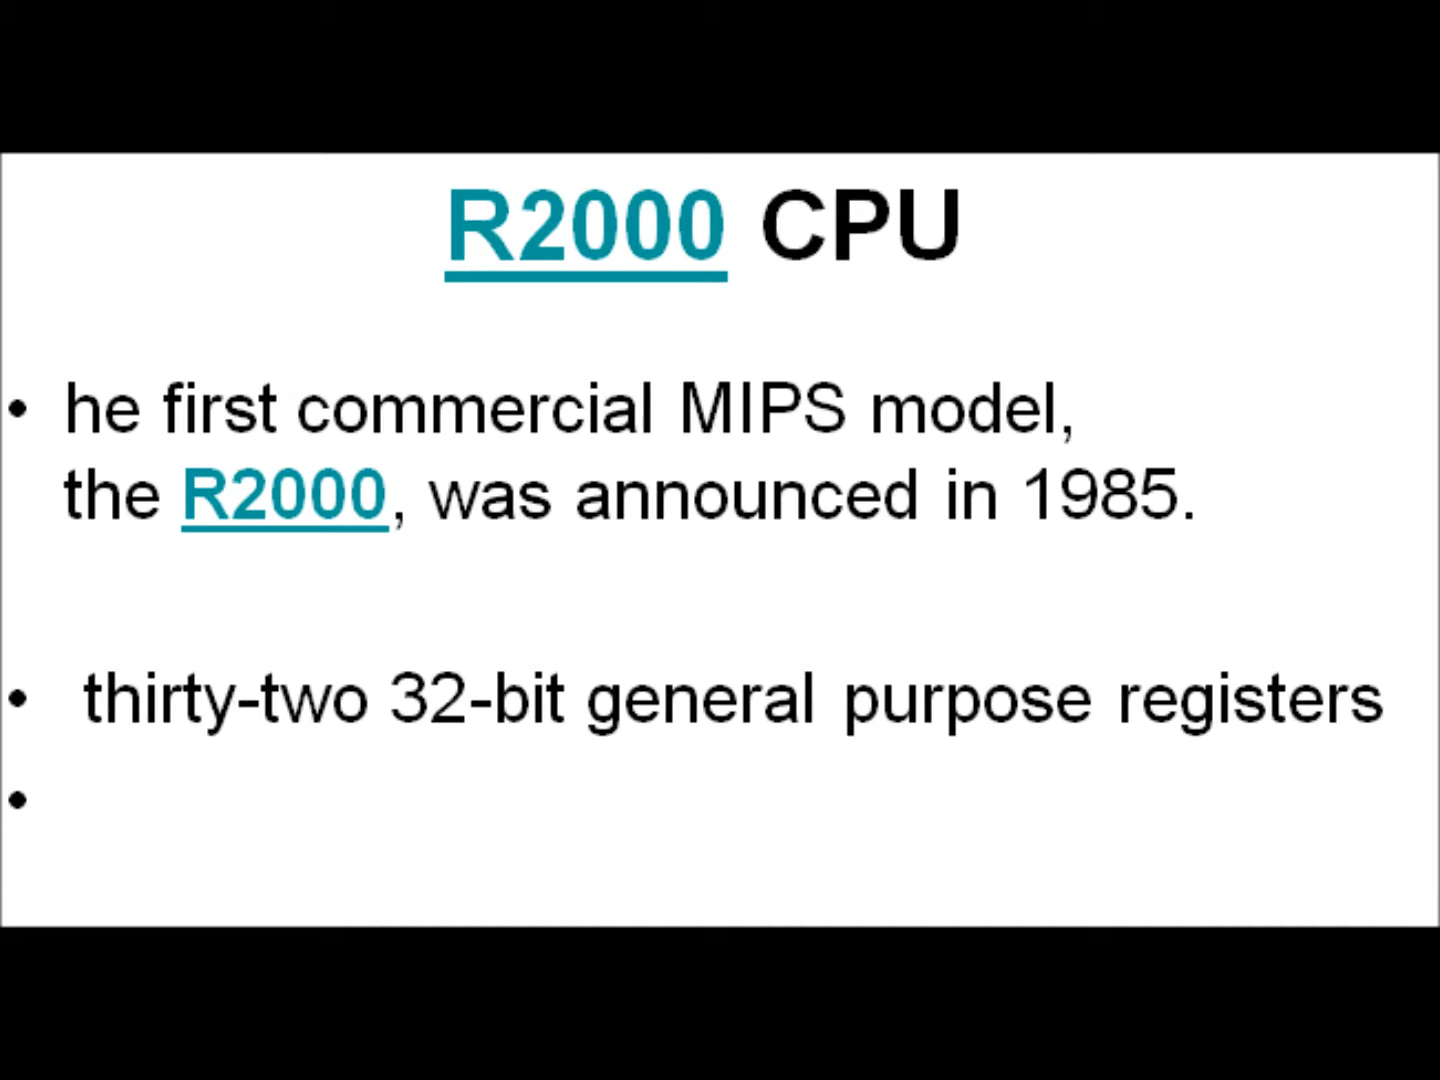 R2000 CPU
• he first commercial MIPS model,
the R2000, was announced in 1985.
• thirty-two 32-bit general purpose registers
•